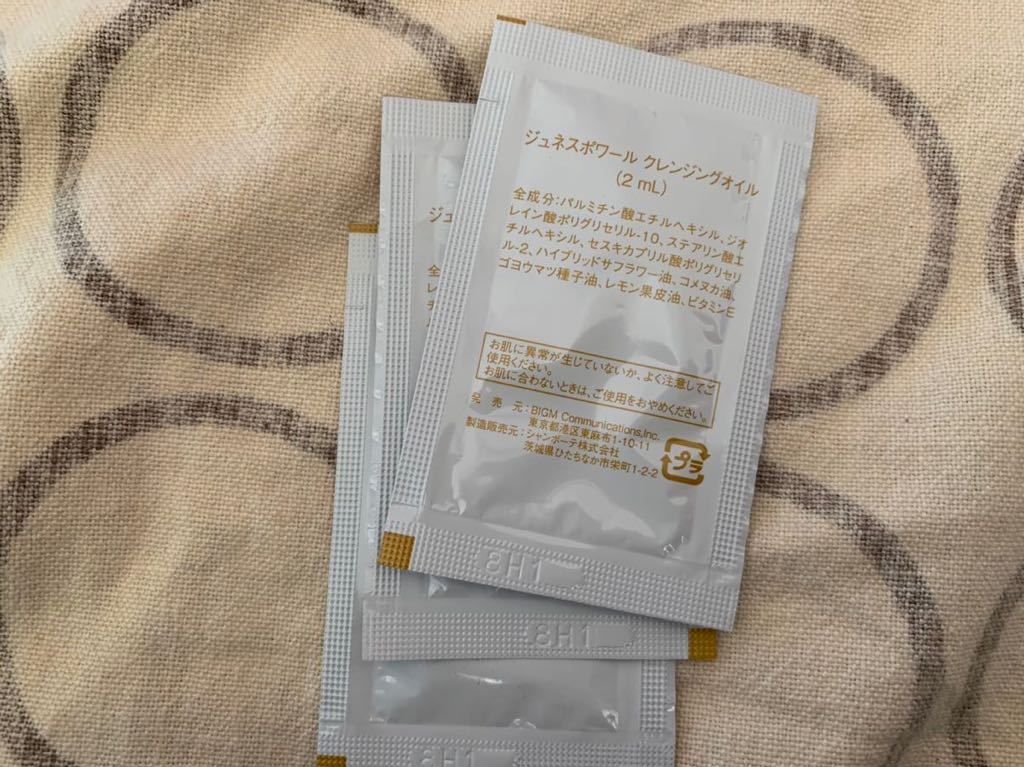 ジュネスポワール クレンジングオイル
(2 mL)
全成分:パルミチン酸エチルヘキシル、ジオ
レイン酸ポリグリセリル-10、ステアリン酸エ
チルヘキシル、セスキカプリル酸ポリグリセリ
ル-2、ハイブリッドサフラワー油、コメヌカ油、
ゴヨウマツ種子油、レモン果皮油、ビタミンE
お肌に異常が生じていないか、よく注意してご
使用ください。
お肌に合わないときは、ご使用をおやめください。
発 売 元:BIGM Communications,Inc.
東京都港区東麻布1-10-11
製造販売元:シャンポーテ株式会社
茨城県ひたちなか市栄町1-2-2
プラ
8H1
ジュ
全
レ
チ
8H1
8H1